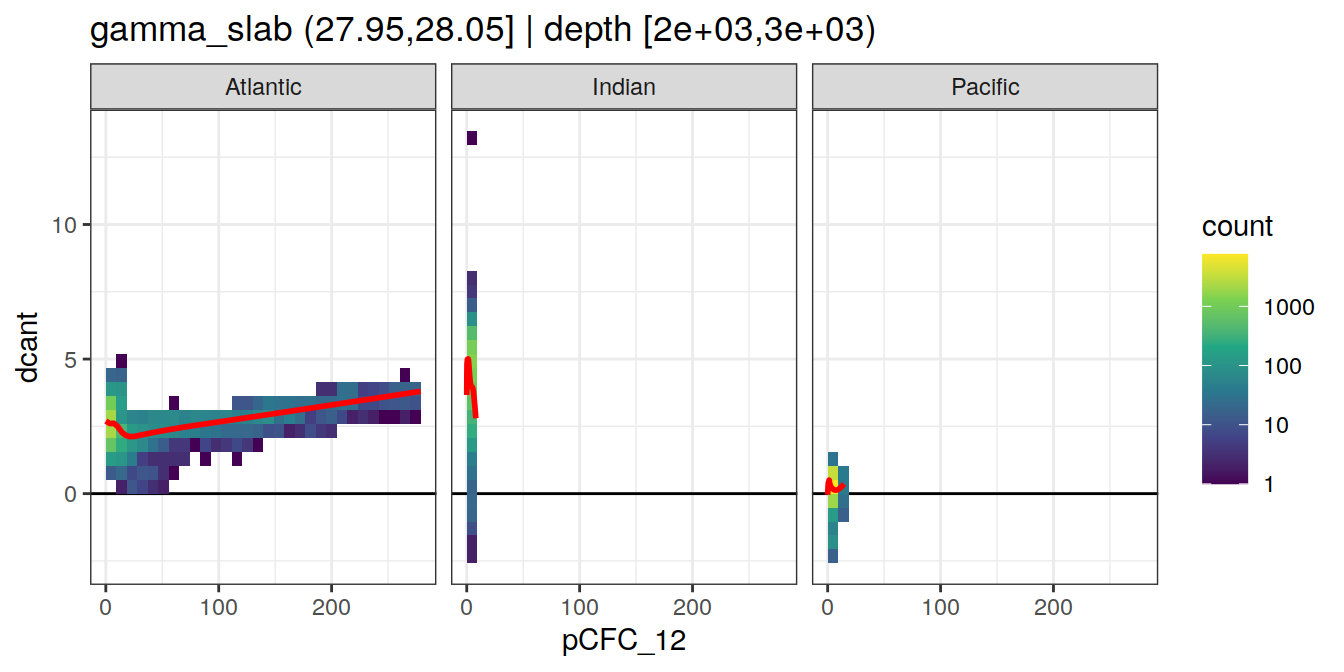 gamma_slab (27.95,28.05] | depth [2e+03,3e+03)
Atlantic Indian Pacific
dcant
10
5
0
0 100 200 0 100 200 0 100 200
pCFC_12
count
1000
100
10
1